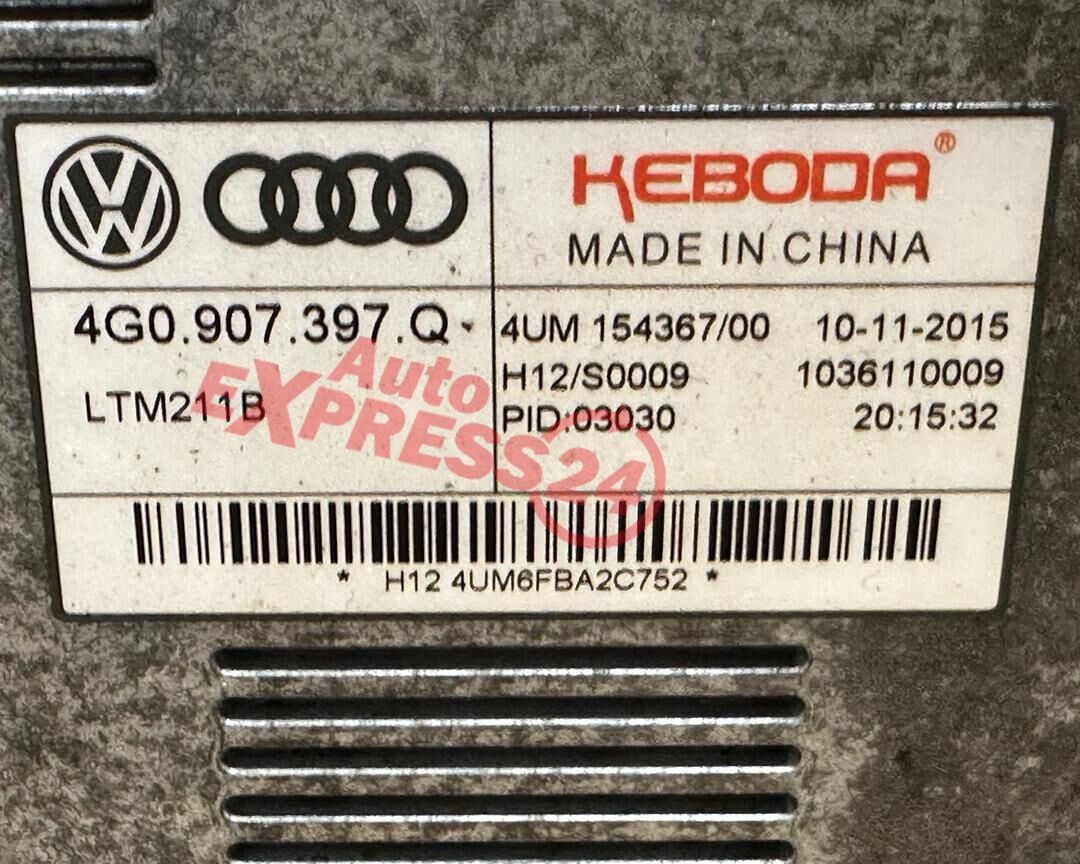 KEBODA®
MADE IN CHINA
4G0.907.397.Q
LTM211B
4UM 154367/00 10-11-2015
H12/S0009 1036110009
PID:03030 20:15:32
Auto
EXPRESS24
* H12 4UM6FBA2C752 *